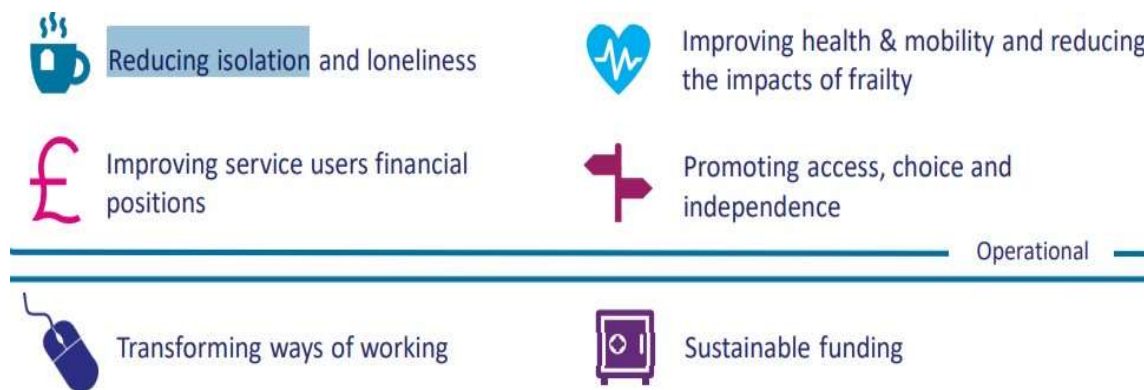 Reducing isolation and loneliness
Improving health & mobility and reducing
the impacts of frailty
Improving service users financial
positions
Promoting access, choice and
independence
Operational
Transforming ways of working
Sustainable funding